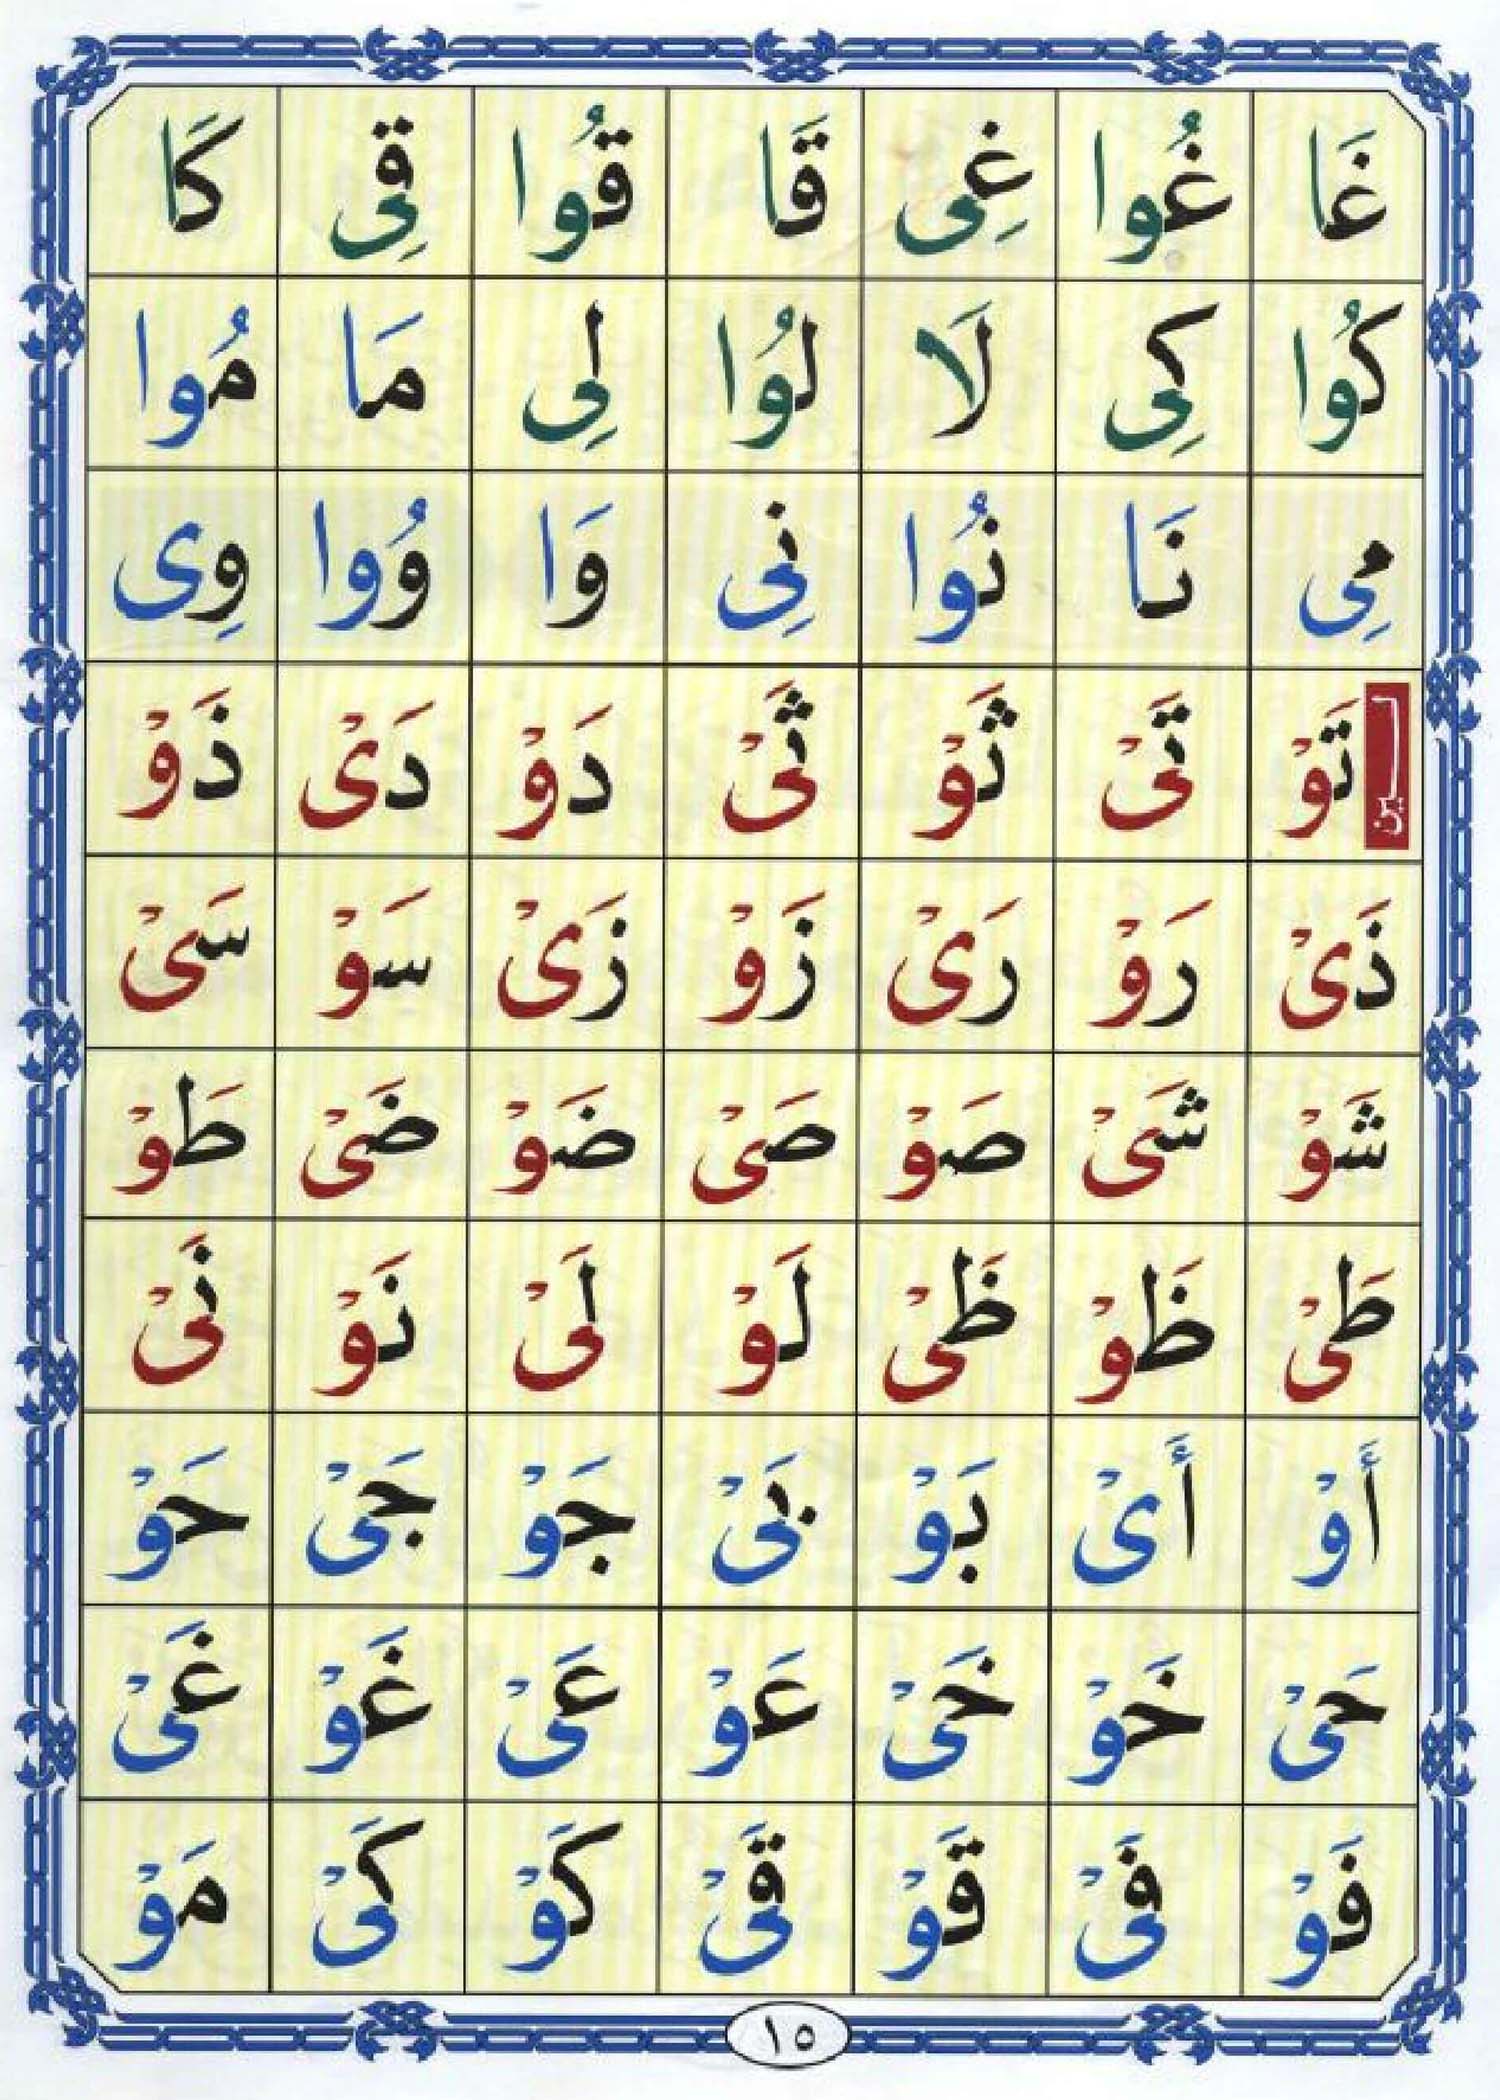 غَا غُوا غِى قَا قُوا قِى كَا
كُوا كِى لَا لُوا لِى مَا مُوا
مِى نَا نُوا نِى وَا وُوا وِى
تَوْ تَىْ ثَوْ ثَىْ دَوْ دَىْ ذَوْ
ذَىْ رَوْ رَىْ زَوْ زَىْ سَوْ سَىْ
شَوْ شَىْ صَوْ صَىْ ضَوْ ضَىْ طَوْ
طَىْ ظَوْ ظَىْ لَوْ لَىْ نَوْ نَىْ
أَوْ أَىْ بَوْ بَىْ جَوْ جَىْ حَوْ
حَىْ خَوْ خَىْ عَوْ عَىْ غَوْ غَىْ
فَوْ فَىْ قَوْ قَىْ كَوْ كَىْ مَوْ
١٥